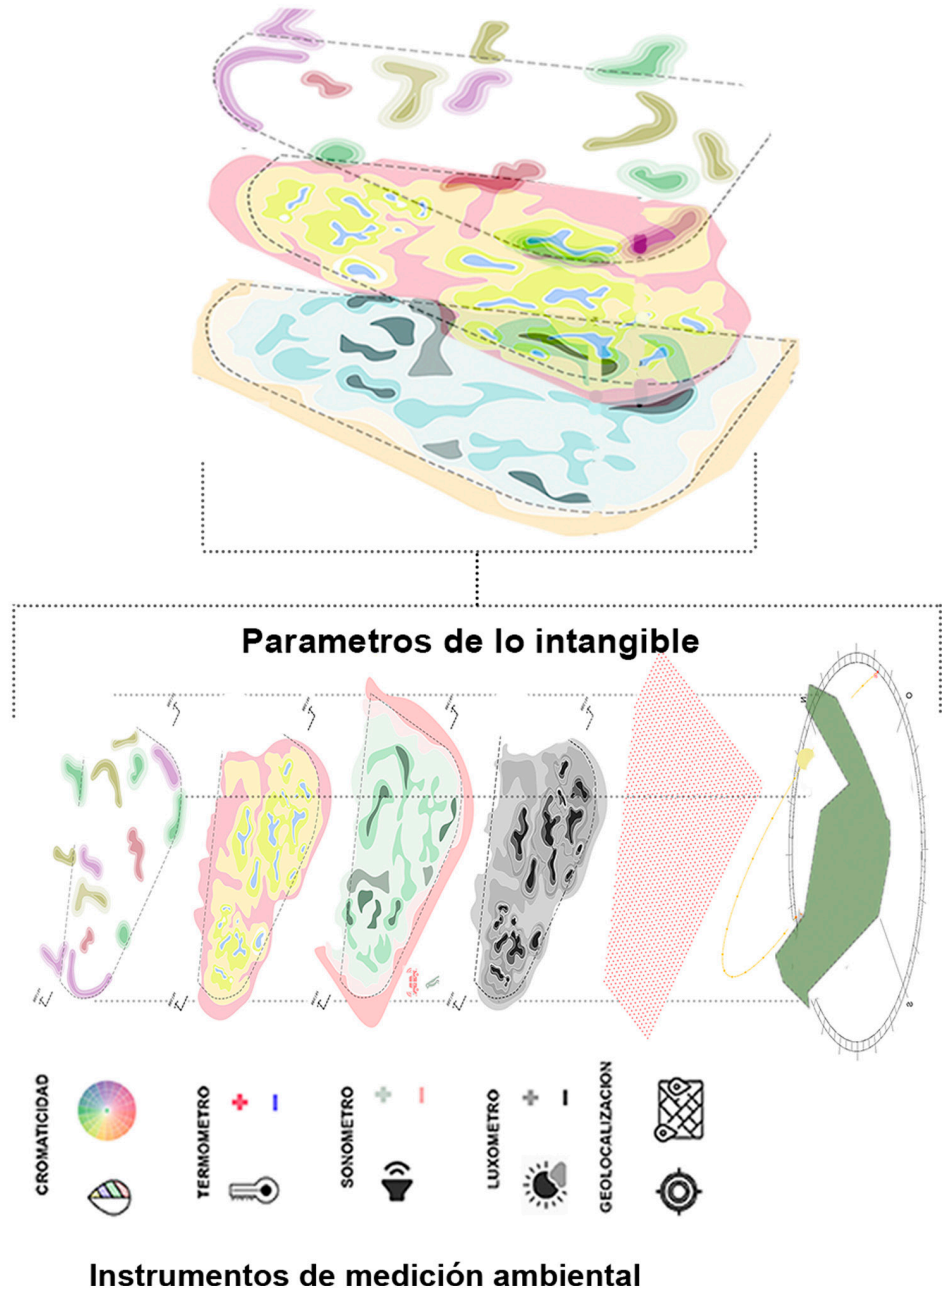 Parametros de lo intangible
CROMATICIDAD
TERMOMETRO
SONOMETRO
LUXOMETRO
GEOLOCALIZACION
Instrumentos de medición ambiental